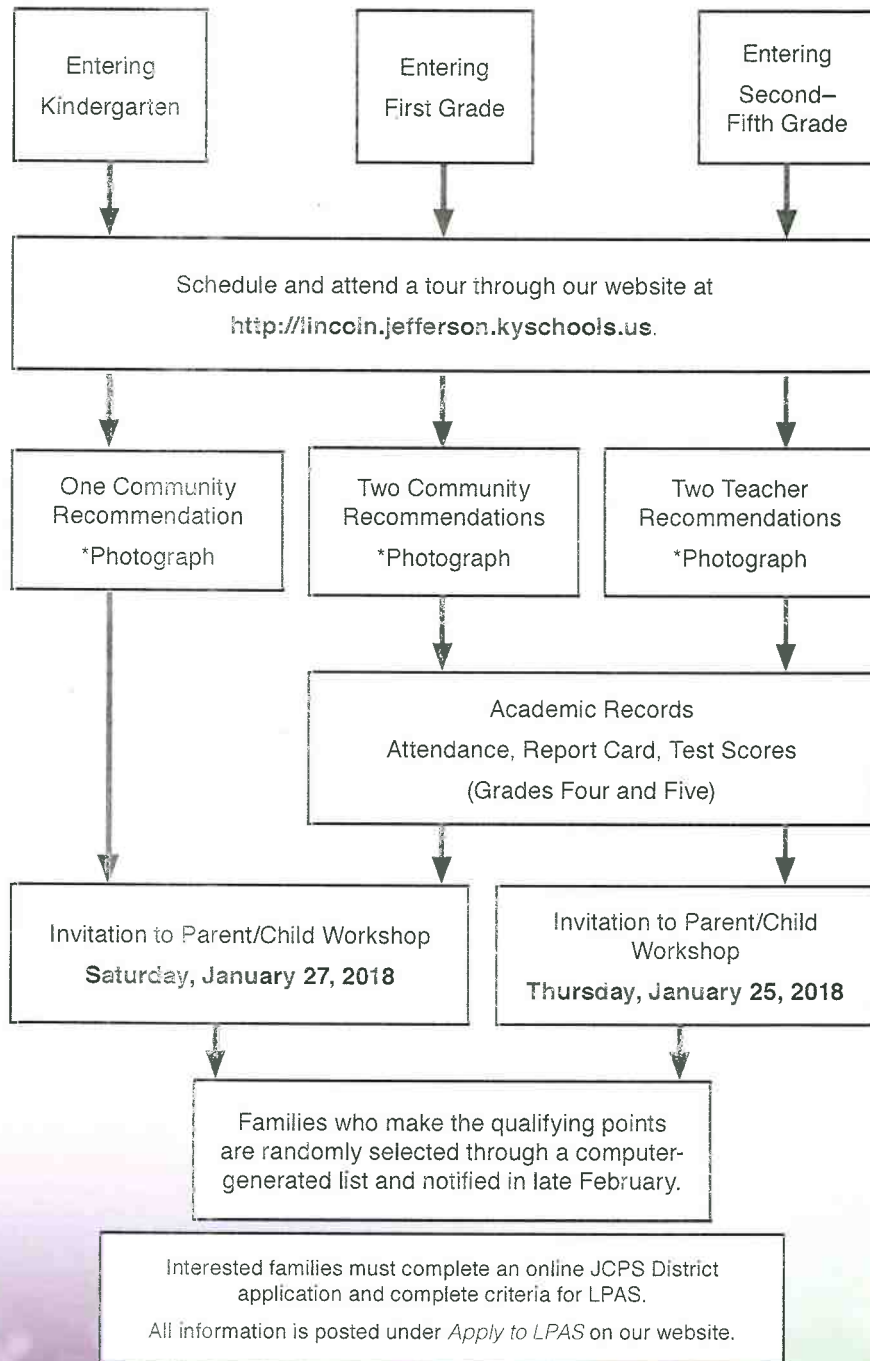 Entering
Kindergarten
Entering
First Grade
Entering
Second–
Fifth Grade
Schedule and attend a tour through our website at
http://lincoln.jefferson.kyschools.us.
One Community
Recommendation
*Photograph
Two Community
Recommendations
*Photograph
Two Teacher
Recommendations
*Photograph
Academic Records
Attendance, Report Card, Test Scores
(Grades Four and Five)
Invitation to Parent/Child Workshop
Saturday, January 27, 2018
Invitation to Parent/Child
Workshop
Thursday, January 25, 2018
Families who make the qualifying points
are randomly selected through a computer-
generated list and notified in late February.
Interested families must complete an online JCPS District
application and complete criteria for LPAS.
All information is posted under Apply to LPAS on our website.